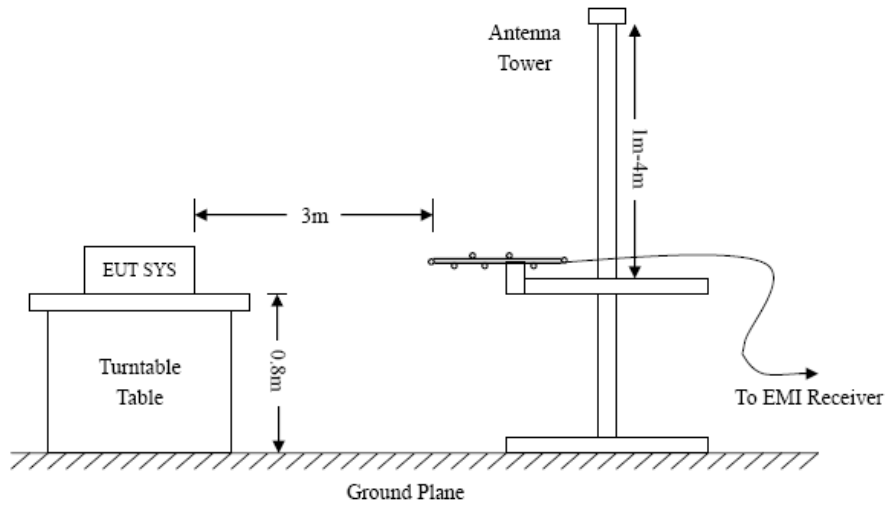 Antenna
Tower
1m-4m
3m
EUT SYS
0.8m
Turntable
Table
To EMI Receiver
Ground Plane